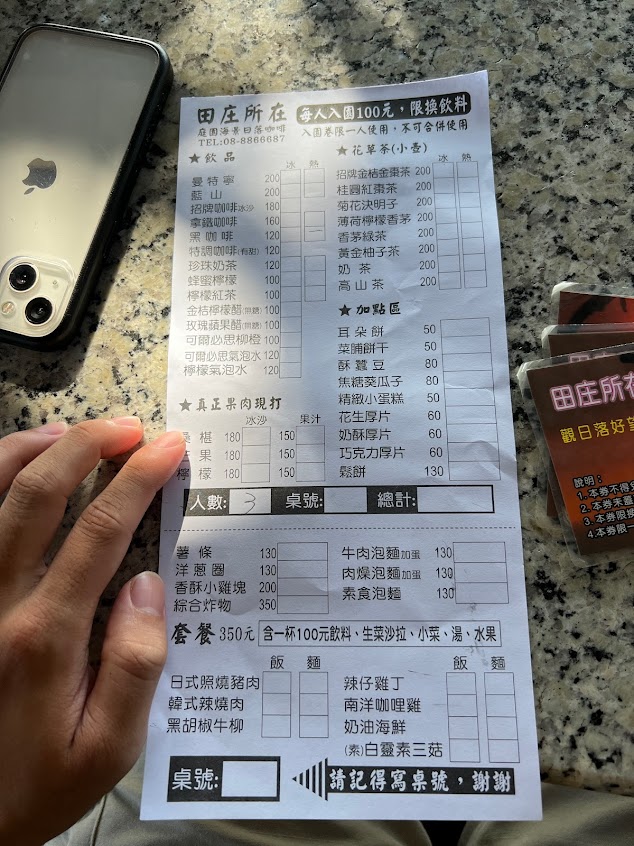 田庄所在 每人入園100元，限換飲料
庭園海景日落咖啡 入園卷限一人使用，不可合併使用
TEL:08-8866687
★飲品
冰 熱
曼特寧 200
藍山 200
招牌咖啡冰沙 180
拿鐵咖啡 160
黑咖啡 120 一
特調咖啡(有甜) 120
珍珠奶茶 120
蜂蜜檸檬 100
檸檬紅茶 100
金桔檸檬醋(無糖) 100
玫瑰蘋果醋(無糖) 100
可爾必思柳橙 100
可爾必思氣泡水 120
檸檬氣泡水 120
★花草茶(小壺)
冰 熱
招牌金桔金棗茶 200
桂圓紅棗茶 200
菊花決明子 200
薄荷檸檬香茅 200
香茅綠茶 200
黃金柚子茶 200
奶茶 200
高山茶 200
★加點區
耳朵餅 50
菜脯餅干 50
酥蠶豆 80
焦糖葵瓜子 80
精緻小蛋糕 50
花生厚片 60
奶酥厚片 60
巧克力厚片 60
鬆餅 130
★真正果肉現打
冰沙 果汁
桑椹 180 150
芒果 180 150
檸檬 180 150
人數: 3 桌號: 總計:
薯條 130
洋蔥圈 130
香酥小雞塊 200
綜合炸物 350
牛肉泡麵加蛋 130
肉燥泡麵加蛋 130
素食泡麵 130
套餐350元 含一杯100元飲料、生菜沙拉、小菜、湯、水果
飯 麵
日式照燒豬肉
韓式辣燒肉
黑胡椒牛柳
飯 麵
辣仔雞丁
南洋咖哩雞
奶油海鮮
(素)白靈素三菇
桌號: 請記得寫桌號，謝謝
田庄所在
觀日落好
說明：
1.本券不得
2.本券未蓋
3.本券限換
4.本券限一